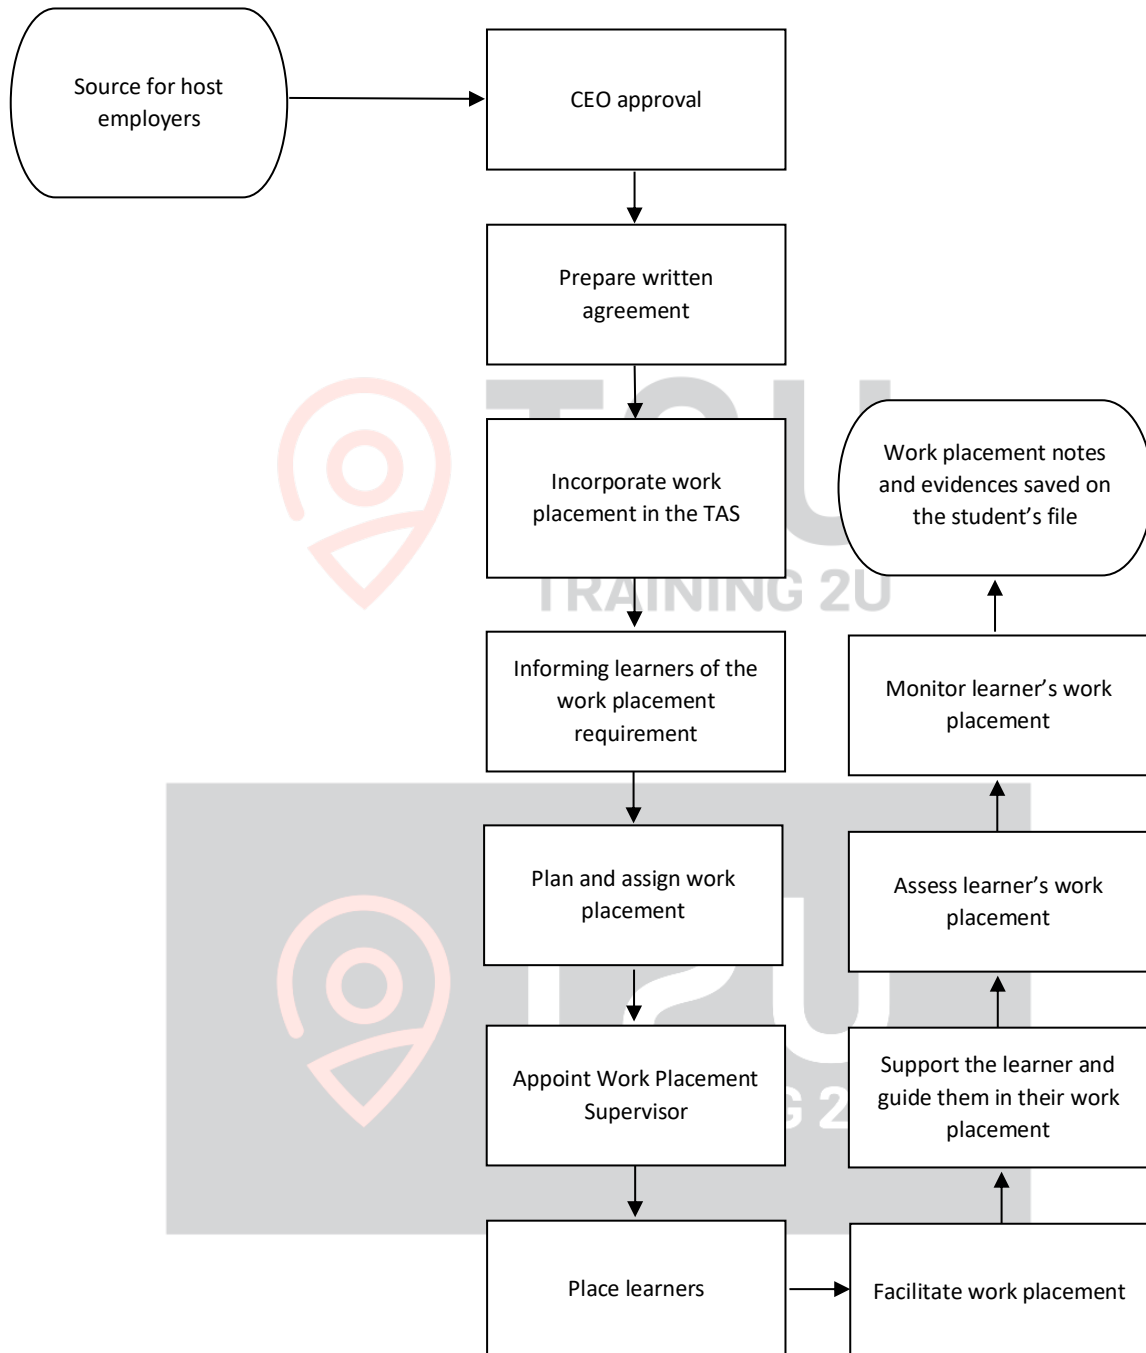 Source for host
employers
CEO approval
Prepare written
agreement
Incorporate work
placement in the TAS
Informing learners of the
work placement
requirement
Plan and assign work
placement
Appoint Work Placement
Supervisor
Place learners
Facilitate work placement
Support the learner and
guide them in their work
placement
Assess learner’s work
placement
Monitor learner’s work
placement
Work placement notes
and evidences saved on
the student’s file
T2U
TRAINING 2U
T2U
G 2